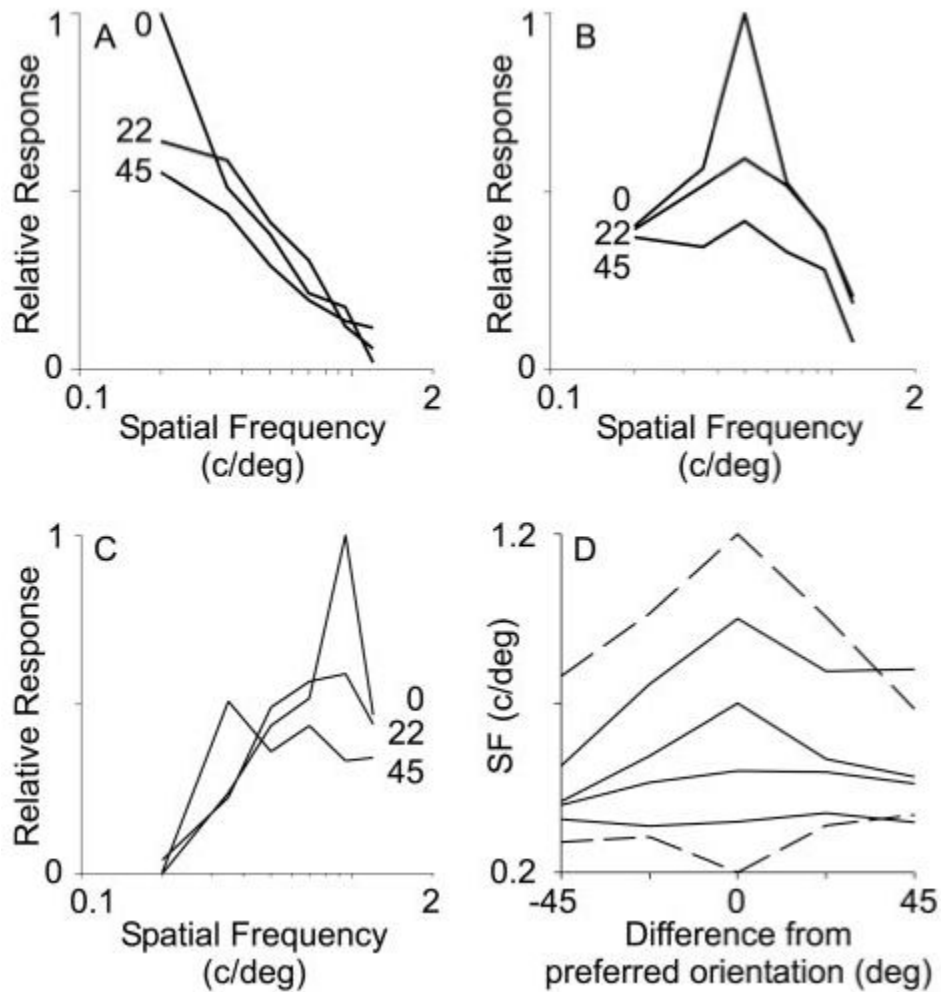 1
A
0
22
45
Relative Response
0
0.1
2
Spatial Frequency
(c/deg)
1
B
0
22
45
Relative Response
0
0.1
2
Spatial Frequency
(c/deg)
1
C
0
22
45
Relative Response
0
0.1
2
Spatial Frequency
(c/deg)
1.2
D
SF (c/deg)
0.2
-45
0
45
Difference from
preferred orientation (deg)